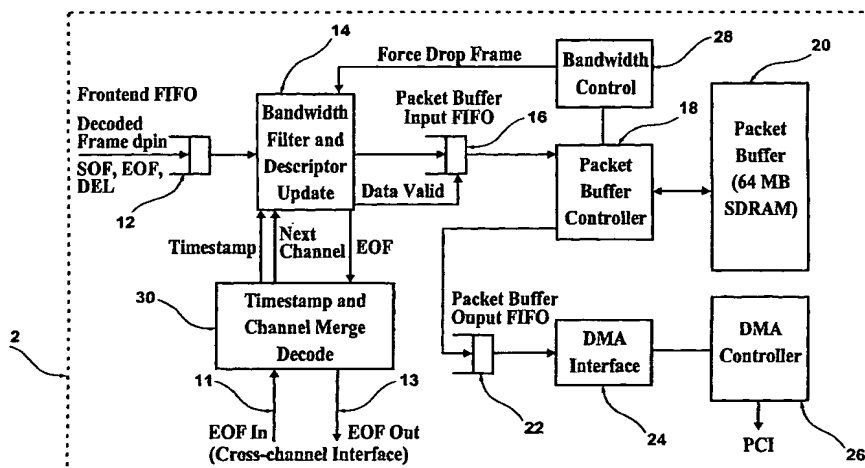 14
Force Drop Frame
28
20
Frontend FIFO
Decoded
Frame dpin
SOF, EOF,
DEL
12
Bandwidth
Filter and
Descriptor
Update
Packet Buffer
Input FIFO
16
Data Valid
Bandwidth
Control
18
Packet
Buffer
Controller
Packet
Buffer
(64 MB
SDRAM)
Timestamp
Next
Channel
EOF
30
Timestamp and
Channel Merge
Decode
2
11
13
EOF In
EOF Out
(Cross-channel Interface)
Packet Buffer
Ouput FIFO
22
DMA
Interface
24
DMA
Controller
PCI
26